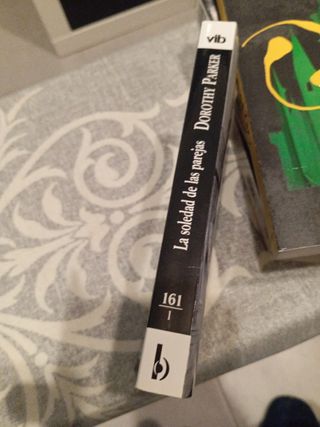 vib
La soledad de las parejas DOROTHY PARKER
161
1
b